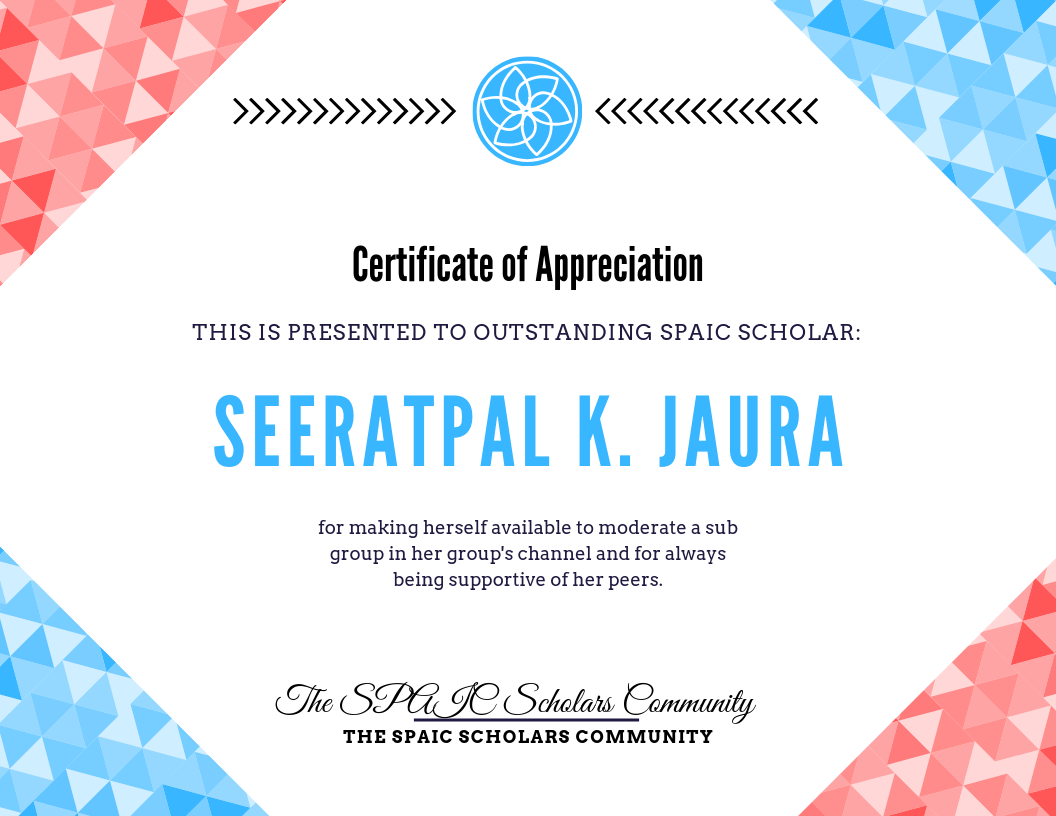 Certificate of Appreciation
THIS IS PRESENTED TO OUTSTANDING SPAIC SCHOLAR:
SEERATPAL K. JAURA
for making herself available to moderate a sub
group in her group's channel and for always
being supportive of her peers.
The SPAIC Scholars Community
THE SPAIC SCHOLARS COMMUNITY